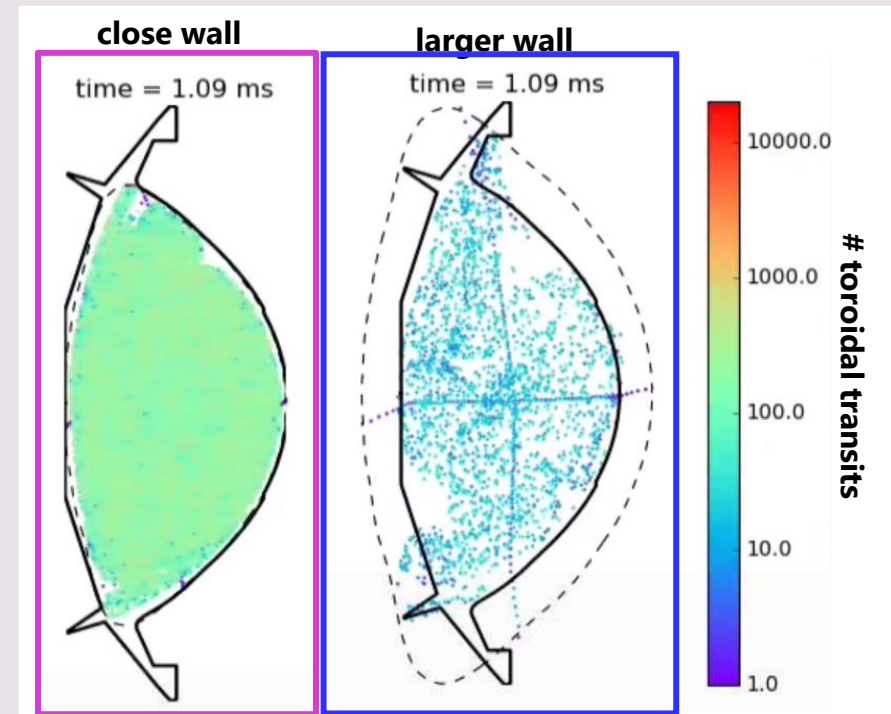 close wall
larger wall
time = 1.09 ms
time = 1.09 ms
10000.0
1000.0
100.0
10.0
1.0
# toroidal transits